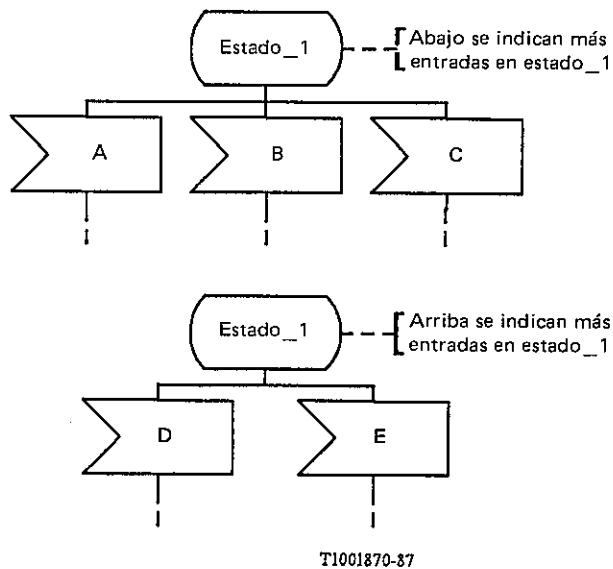 Estado_1
Abajo se indican más
entradas en estado_1
A
B
C
Estado_1
Arriba se indican más
entradas en estado_1
D
E
T1001870-87